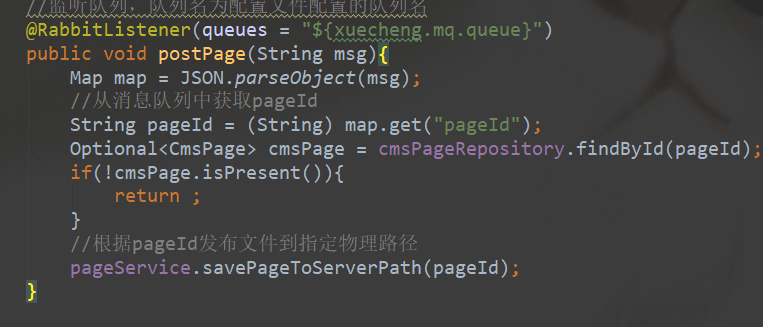 //监听队列，队列名为配置文件配置的队列名
@RabbitListener(queues = "${xuecheng.mq.queue}")
public void postPage(String msg){
Map map = JSON.parseObject(msg);
//从消息队列中获取pageId
String pageId = (String) map.get("pageId");
Optional<CmsPage> cmsPage = cmsPageRepository.findById(pageId);
if(!cmsPage.isPresent()){
return ;
}
//根据pageId发布文件到指定物理路径
pageService.savePageToServerPath(pageId);
}